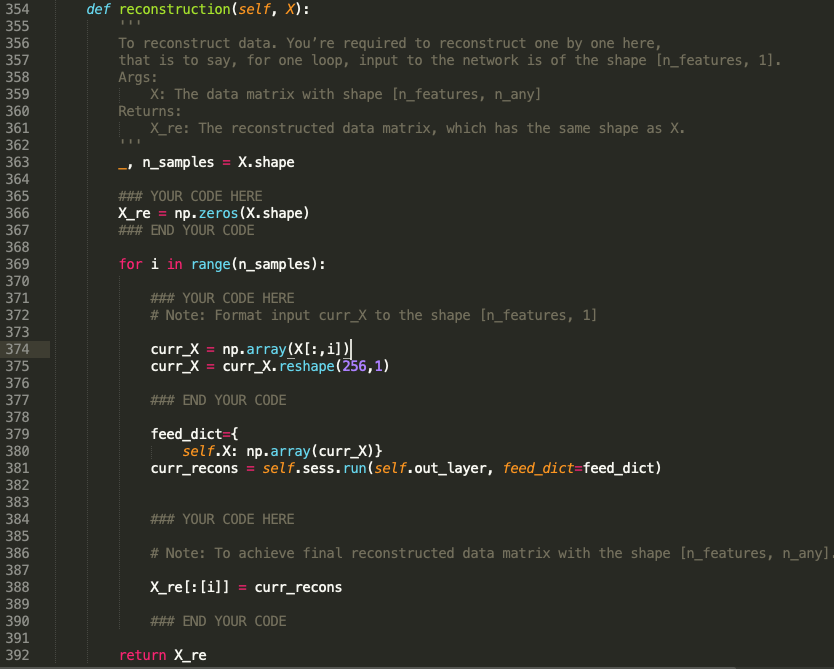 354 def reconstruction(self, X):
355 '''
356 To reconstruct data. You’re required to reconstruct one by one here,
357 that is to say, for one loop, input to the network is of the shape [n_features, 1].
358 Args:
359 X: The data matrix with shape [n_features, n_any]
360 Returns:
361 X_re: The reconstructed data matrix, which has the same shape as X.
362 '''
363 _, n_samples = X.shape
364
365 ### YOUR CODE HERE
366 X_re = np.zeros(X.shape)
367 ### END YOUR CODE
368
369 for i in range(n_samples):
370
371 ### YOUR CODE HERE
372 # Note: Format input curr_X to the shape [n_features, 1]
373
374 curr_X = np.array(X[:,i])
375 curr_X = curr_X.reshape(256,1)
376
377 ### END YOUR CODE
378
379 feed_dict={
380 self.X: np.array(curr_X)}
381 curr_recons = self.sess.run(self.out_layer, feed_dict=feed_dict)
382
383
384 ### YOUR CODE HERE
385
386 # Note: To achieve final reconstructed data matrix with the shape [n_features, n_any].
387
388 X_re[:[i]] = curr_recons
389
390 ### END YOUR CODE
391
392 return X_re